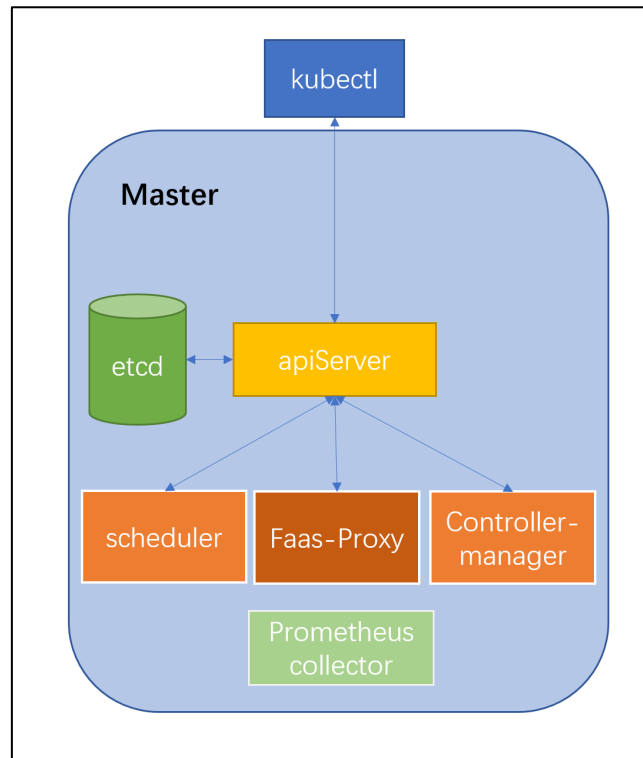 kubectl
Master
etcd
apiServer
scheduler
Faas-Proxy
Controller-
manager
Prometheus
collector